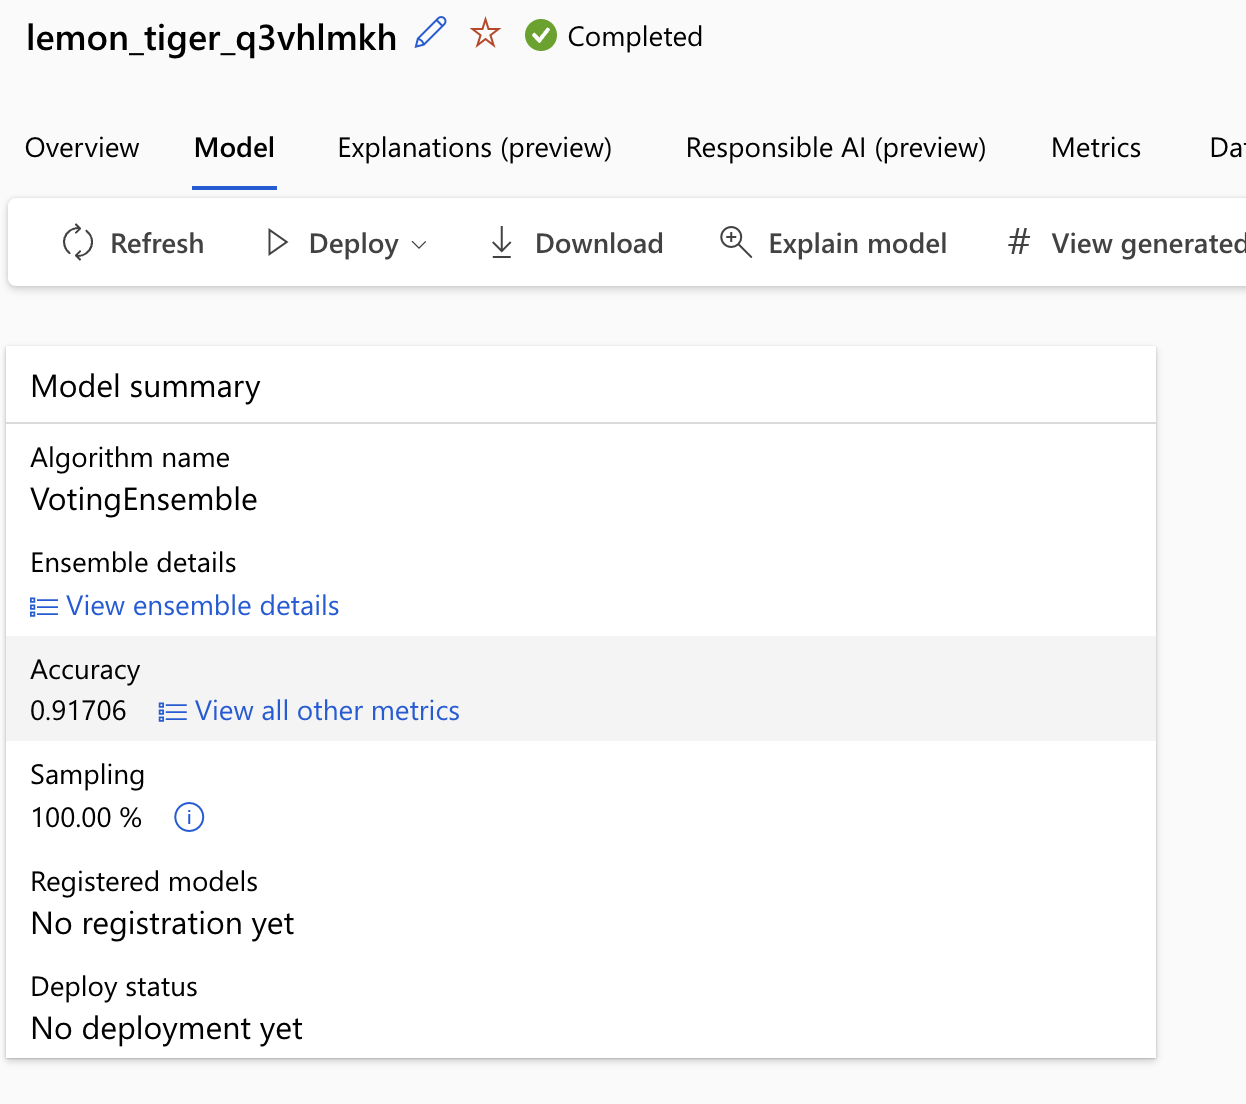 lemon_tiger_q3vhlmkh Completed
Overview Model Explanations (preview) Responsible AI (preview) Metrics Dat
Refresh Deploy Download Explain model # View generated
Model summary
Algorithm name
VotingEnsemble
Ensemble details
View ensemble details
Accuracy
0.91706 View all other metrics
Sampling
100.00 %
Registered models
No registration yet
Deploy status
No deployment yet